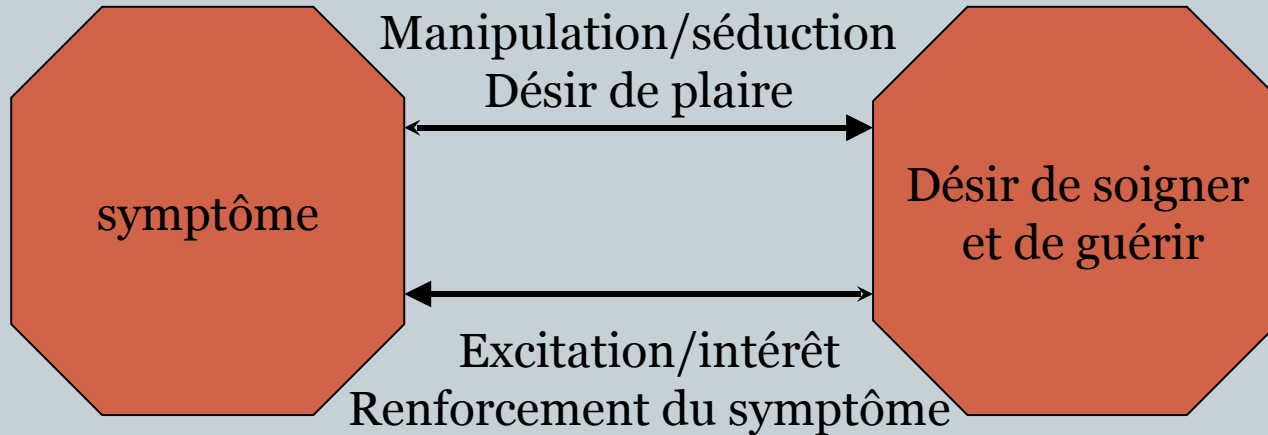 Manipulation/séduction
Désir de plaire
symptôme
Désir de soigner
et de guérir
Excitation/intérêt
Renforcement du symptôme